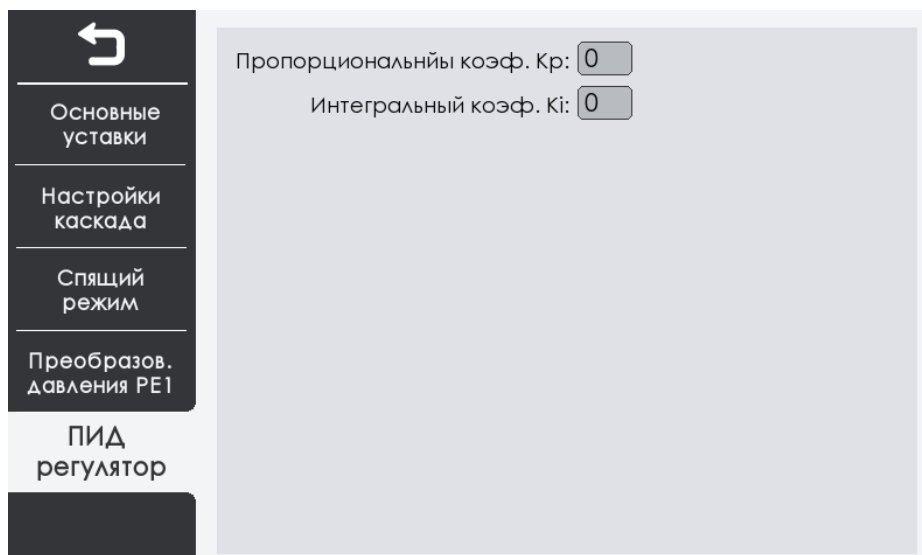 Пропорциональнйы коэф. Kp: 0
Интегральный коэф. Ki: 0
Основные
уставки
Настройки
каскада
Спящий
режим
Преобразов.
давления PE1
ПИД
регулятор